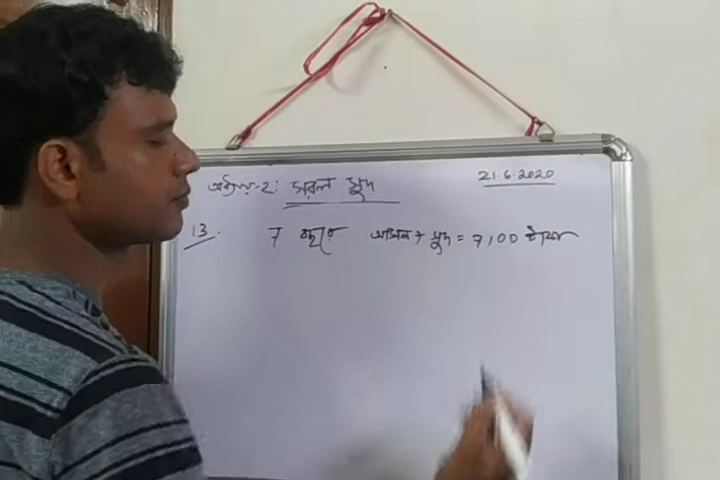 অধ্যায়-2: সরল সুদ
21.6.2020
13. 7 বছরে আসল + সুদ = 7100 টাকা